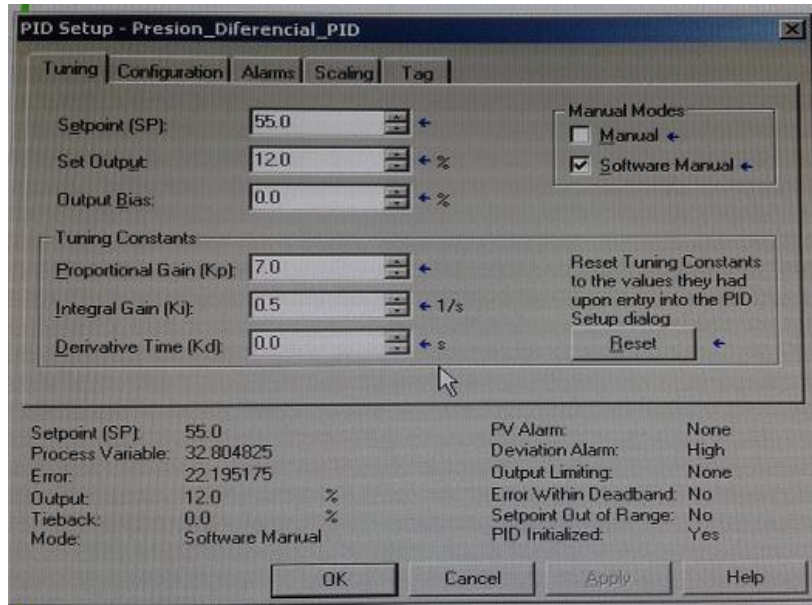 PID Setup - Presion_Diferencial_PID
Tuning Configuration Alarms Scaling Tag
Setpoint (SP): 55.0
Set Output: 12.0 %
Output Bias: 0.0 %
Manual Modes
Manual
Software Manual
Tuning Constants
Proportional Gain (Kp): 7.0
Integral Gain (Ki): 0.5 1/s
Derivative Time (Kd): 0.0 s
Reset Tuning Constants
to the values they had
upon entry into the PID
Setup dialog
Reset
Setpoint (SP): 55.0
Process Variable: 32.804825
Error: 22.195175
Output: 12.0 %
Tieback: 0.0 %
Mode: Software Manual
PV Alarm: None
Deviation Alarm: High
Output Limiting: None
Error Within Deadband: No
Setpoint Out of Range: No
PID Initialized: Yes
OK Cancel Apply Help